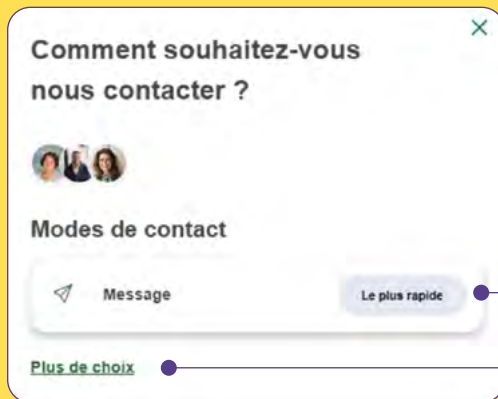 Comment souhaitez-vous
nous contacter ?
Modes de contact
Message
Le plus rapide
Plus de choix